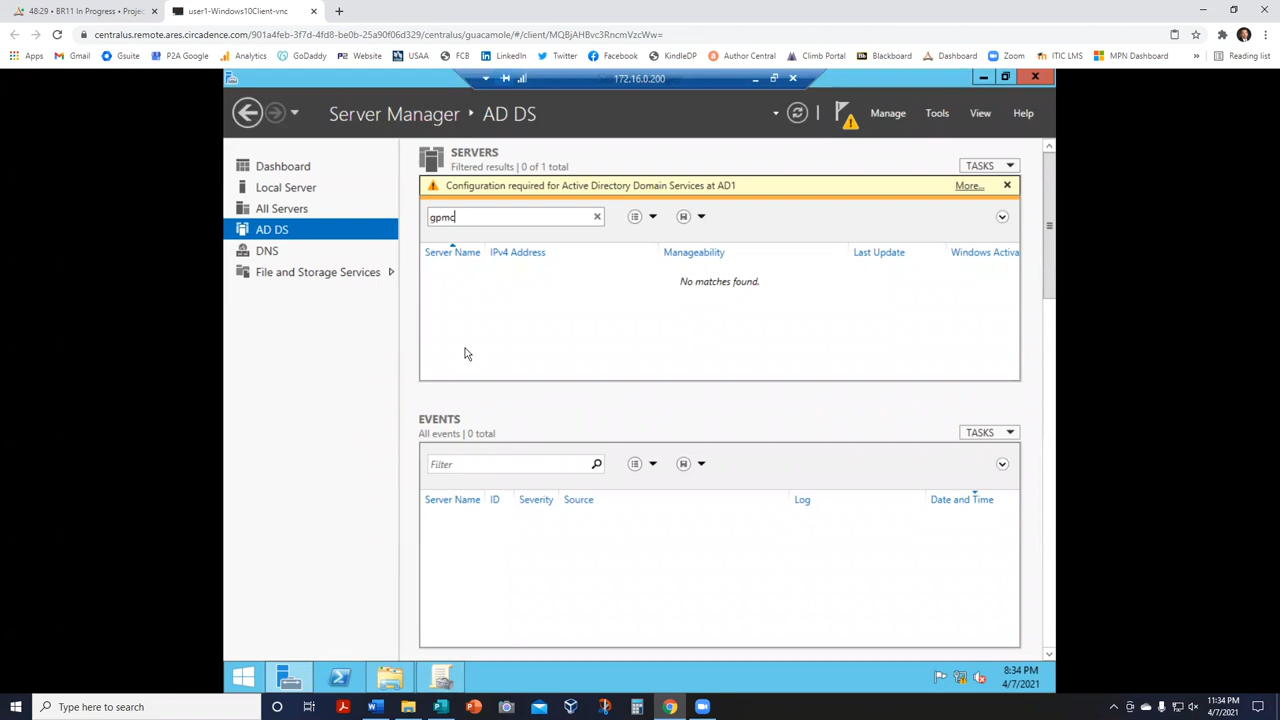 48:29 | BR11 In Progress - Projec
user1-Windows10Client-vnc
centralus.remote.ares.circadence.com/901a4feb-3f7d-4fd8-be0b-25a90f06d329/centralus/guacamole/#/client/MQBjAHBvc3RncmVzcWw=
Apps
Gmail
Gsuite
P2A Google
Analytics
GoDaddy
P2 Website
USAA
FCB
LinkedIn
Twitter
Facebook
KindleDP
Author Central
Climb Portal
Blackboard
Dashboard
Zoom
ITIC LMS
MPN Dashboard
Reading list
172.16.0.200
Server Manager
AD DS
Manage
Tools
View
Help
Dashboard
Local Server
All Servers
AD DS
DNS
File and Storage Services
SERVERS
Filtered results | 0 of 1 total
TASKS
Configuration required for Active Directory Domain Services at AD1
More...
gpmc
Server Name
IPv4 Address
Manageability
Last Update
Windows Activa
No matches found.
EVENTS
All events | 0 total
TASKS
Filter
Server Name
ID
Severity
Source
Log
Date and Time
8:34 PM
4/7/2021
Type here to search
11:34 PM
4/7/2021